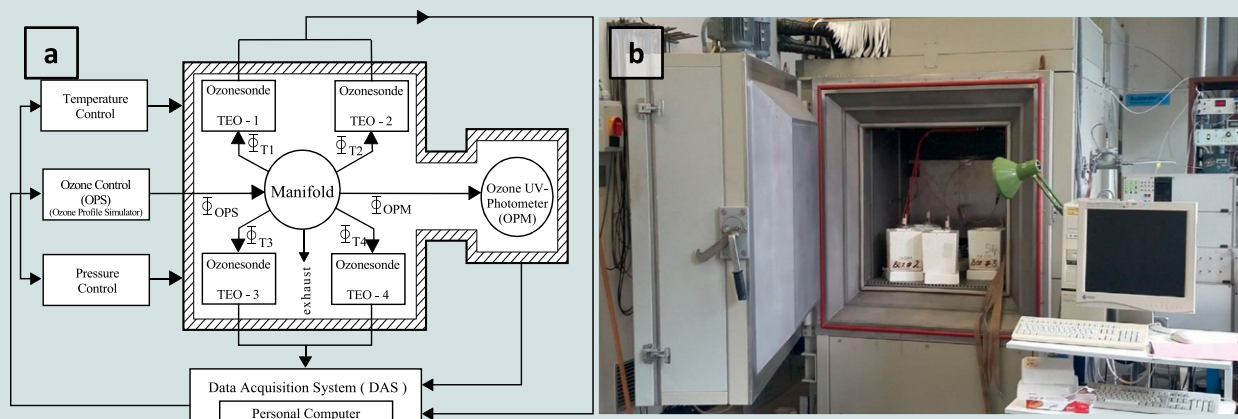 a
Temperature
Control
Ozone Control
(OPS)
(Ozone Profile Simulator)
Pressure
Control
Ozonesonde
TEO - 1
Ozonesonde
TEO - 2
Φ T1
Φ T2
Manifold
Φ OPS
Φ OPM
Ozone UV-
Photometer
(OPM)
Φ T3
Φ T4
Ozonesonde
TEO - 3
exhaust
Ozonesonde
TEO - 4
Data Acquisition System ( DAS )
Personal Computer
b
Box # 2